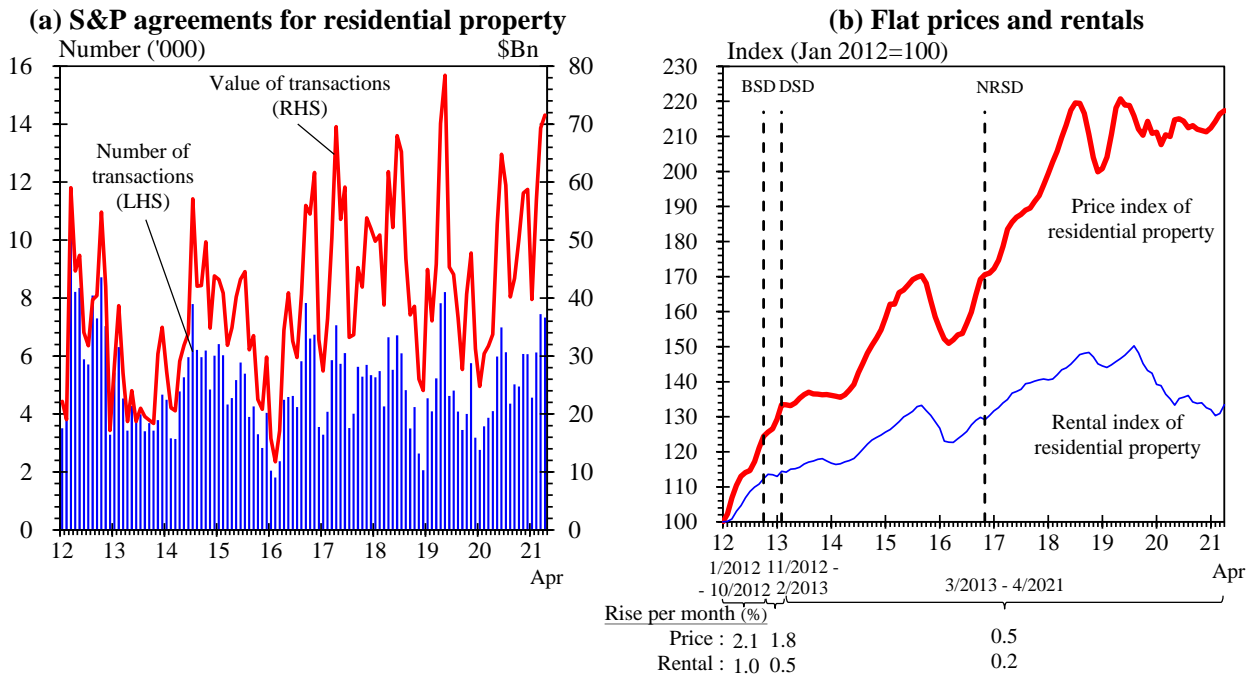 (a) S&P agreements for residential property
Number ('000)
$Bn
16
14
12
10
8
6
4
2
0
80
70
60
50
40
30
20
10
0
Value of transactions
(RHS)
Number of
transactions
(LHS)
12 13 14 15 16 17 18 19 20 21
Apr
(b) Flat prices and rentals
Index (Jan 2012=100)
230
220
210
200
190
180
170
160
150
140
130
120
110
100
BSD DSD
NRSD
Price index of
residential property
Rental index of
residential property
12 13 14 15 16 17 18 19 20 21
Apr
1/2012
- 10/2012
11/2012 -
2/2013
3/2013 - 4/2021
Rise per month (%)
Price : 2.1 1.8 0.5
Rental : 1.0 0.5 0.2